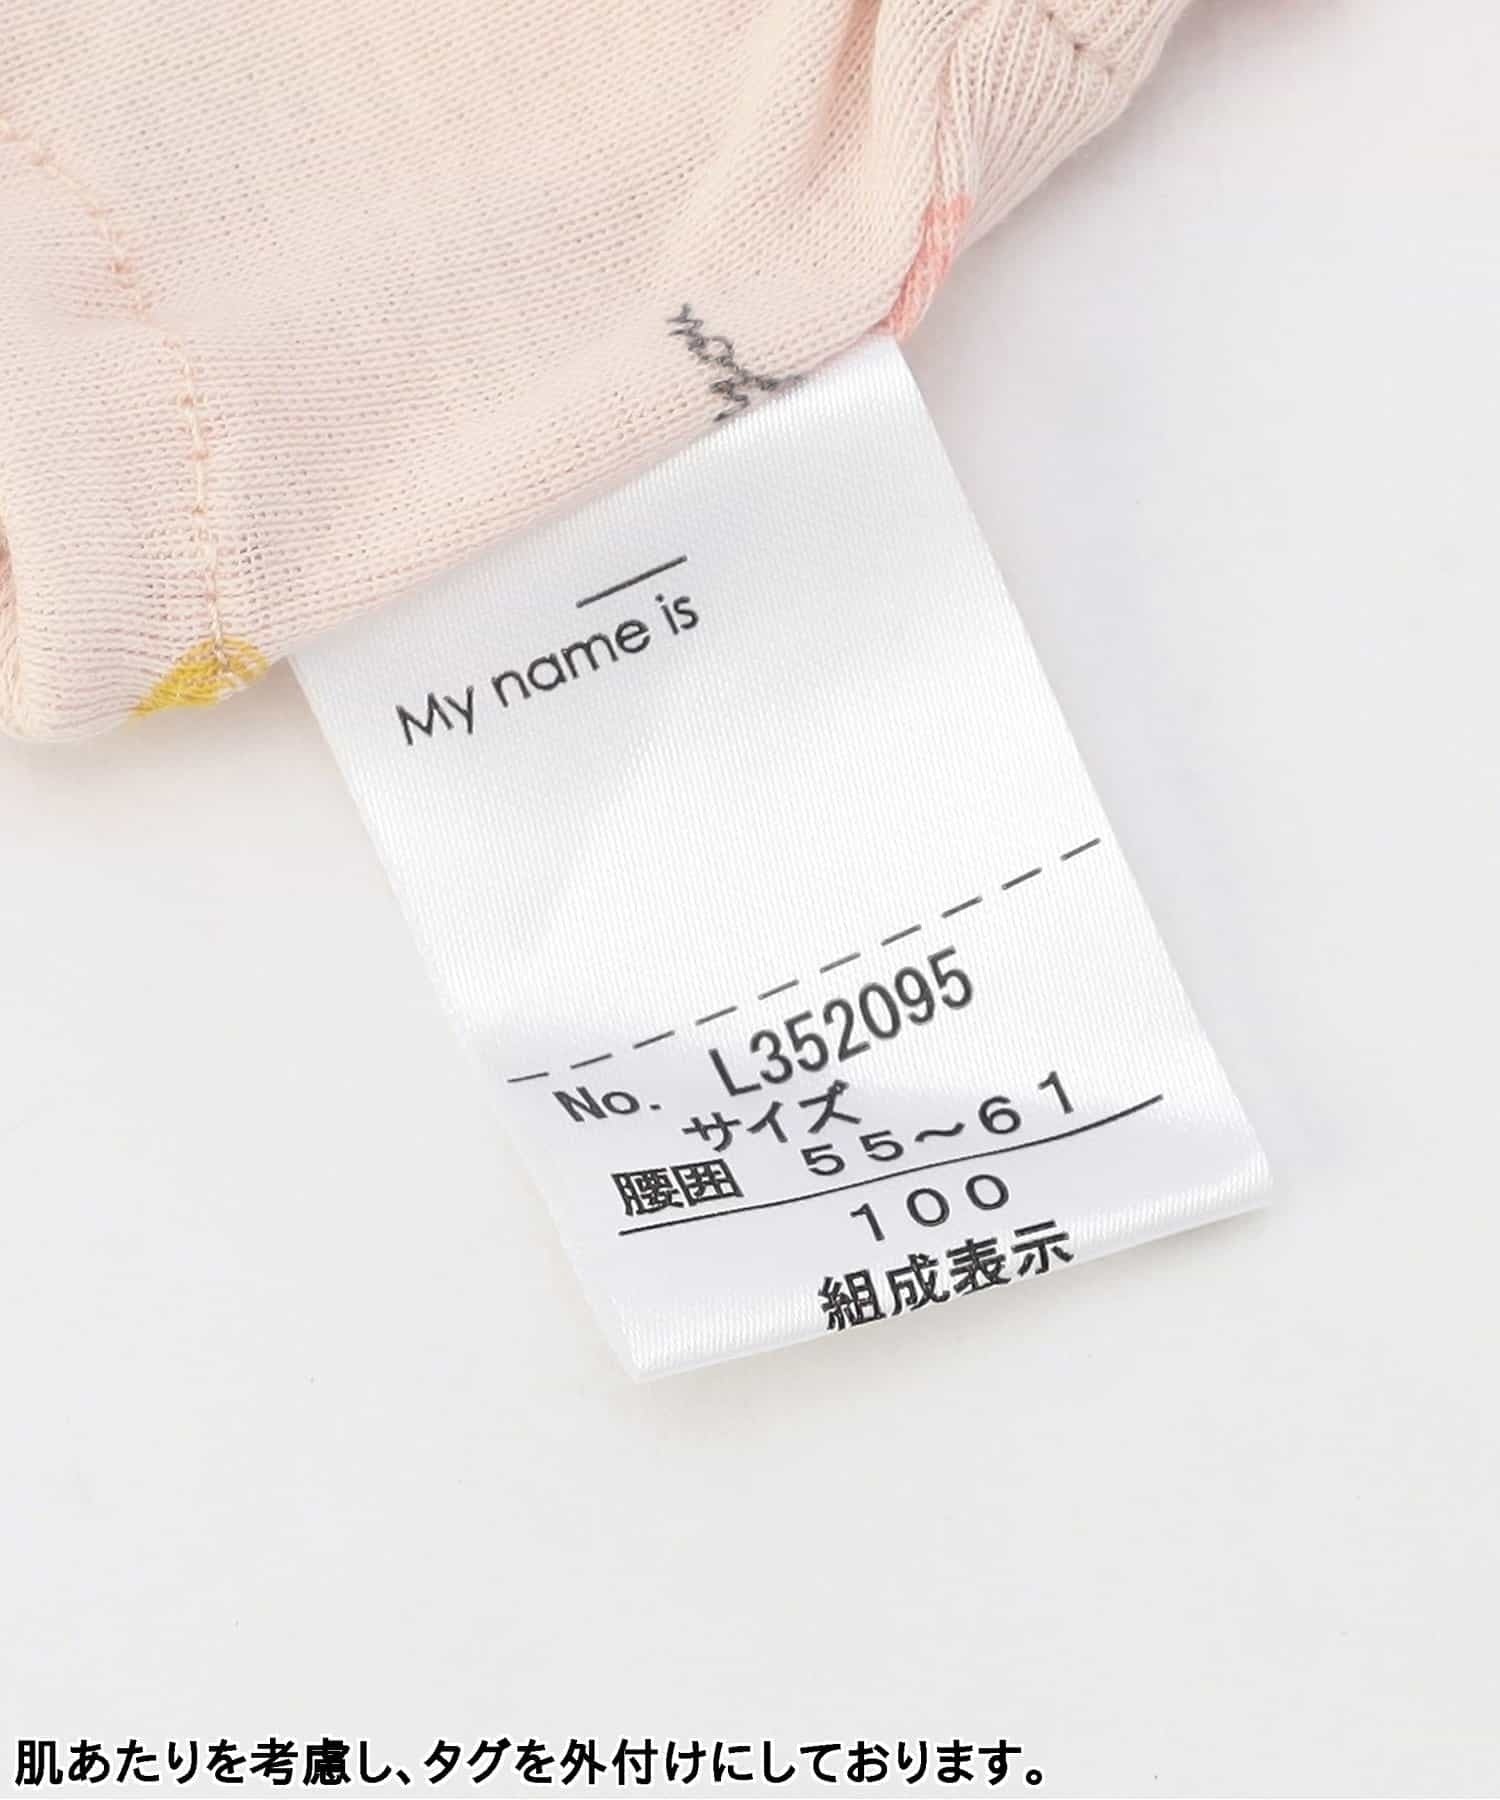 My name is
No. L352095
サイズ
腰囲 55～61
100
組成表示
肌あたりを考慮し、タグを外付けにしております。